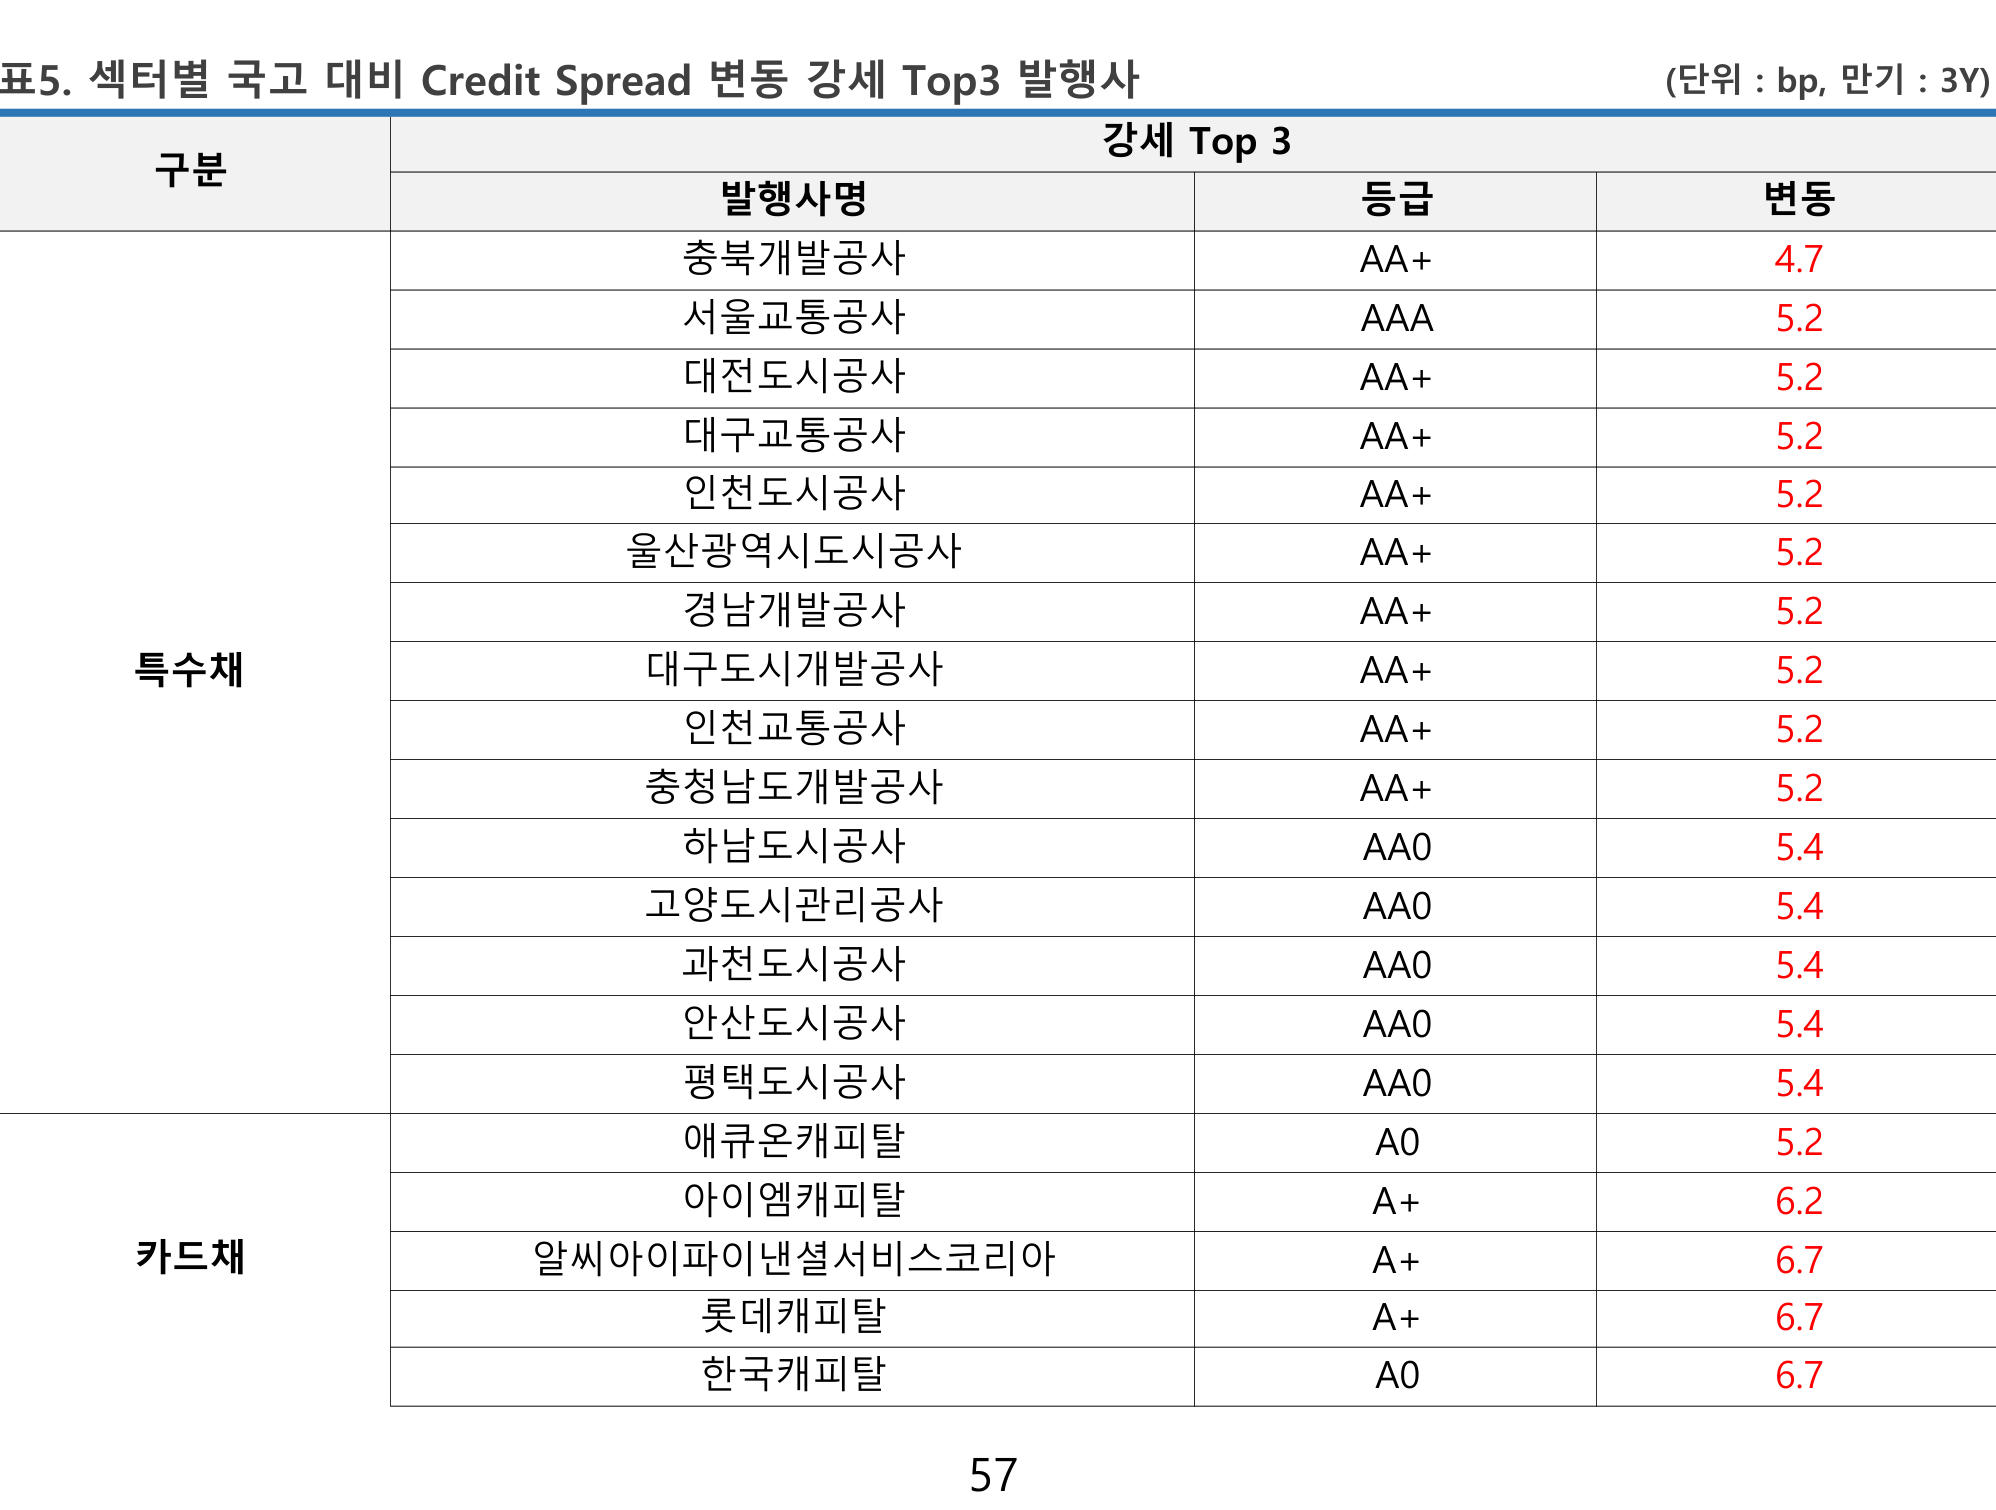 표5. 섹터별 국고 대비 Credit Spread 변동 강세 Top3 발행사 (단위 : bp, 만기 : 3Y)
구분 강세 Top 3
발행사명 등급 변동
특수채
충북개발공사 AA+ 4.7
서울교통공사 AAA 5.2
대전도시공사 AA+ 5.2
대구교통공사 AA+ 5.2
인천도시공사 AA+ 5.2
울산광역시도시공사 AA+ 5.2
경남개발공사 AA+ 5.2
대구도시개발공사 AA+ 5.2
인천교통공사 AA+ 5.2
충청남도개발공사 AA+ 5.2
하남도시공사 AA0 5.4
고양도시관리공사 AA0 5.4
과천도시공사 AA0 5.4
안산도시공사 AA0 5.4
평택도시공사 AA0 5.4
카드채
애큐온캐피탈 A0 5.2
아이엠캐피탈 A+ 6.2
알씨아이파이낸셜서비스코리아 A+ 6.7
롯데캐피탈 A+ 6.7
한국캐피탈 A0 6.7
57